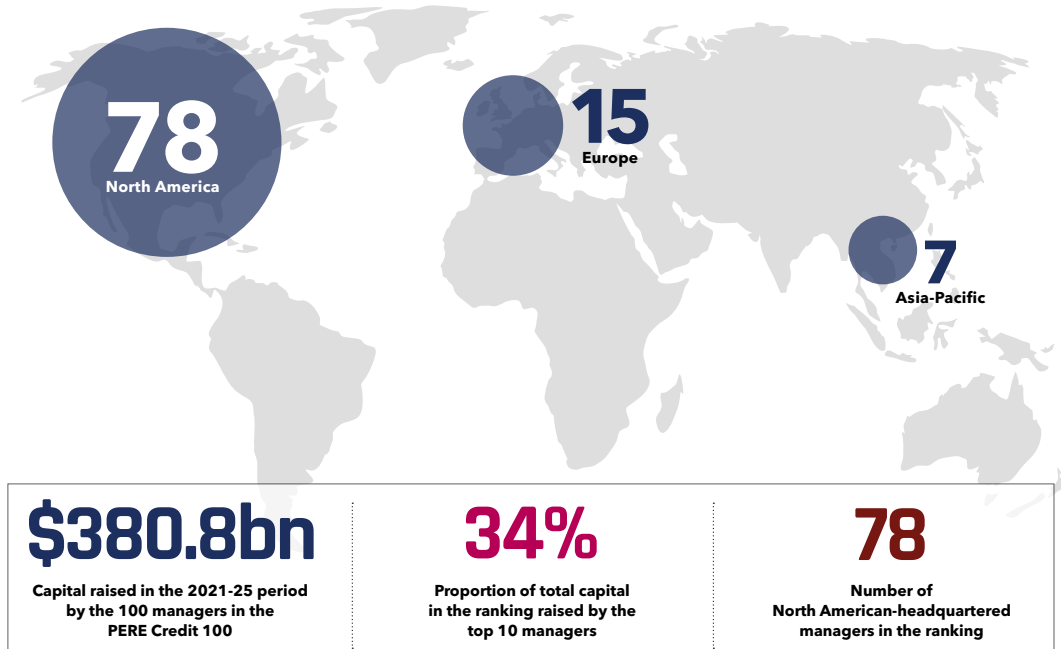 78
North America
15
Europe
7
Asia-Pacific
$380.8bn
Capital raised in the 2021-25 period
by the 100 managers in the
PERE Credit 100
34%
Proportion of total capital
in the ranking raised by the
top 10 managers
78
Number of
North American-headquartered
managers in the ranking